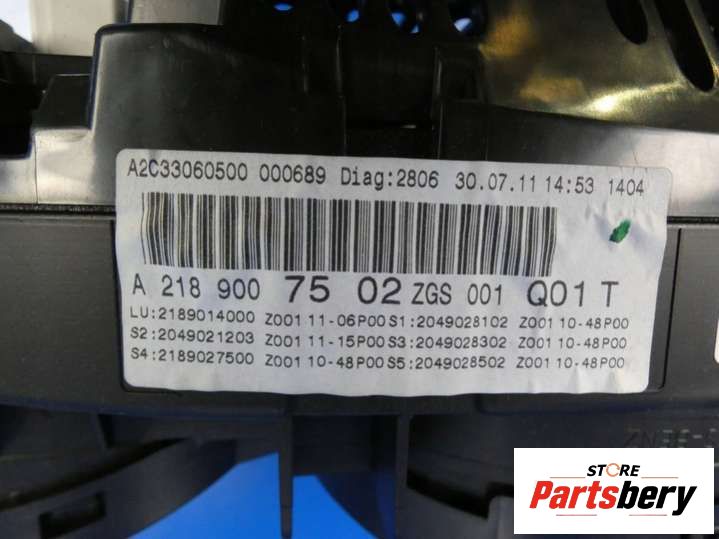 A2C33060500 000689 Diag:2806 30.07.11 14:53 1404
A 218 900 75 02 ZGS 001 Q01 T
LU:2189014000 Z001 11-06P00 S1:2049028102 Z001 10-48P00
S2:2049021203 Z001 11-15P00 S3:2049028302 Z001 10-48P00
S4:2189027500 Z001 10-48P00 S5:2049028502 Z001 10-48P00
STORE
Partsbery